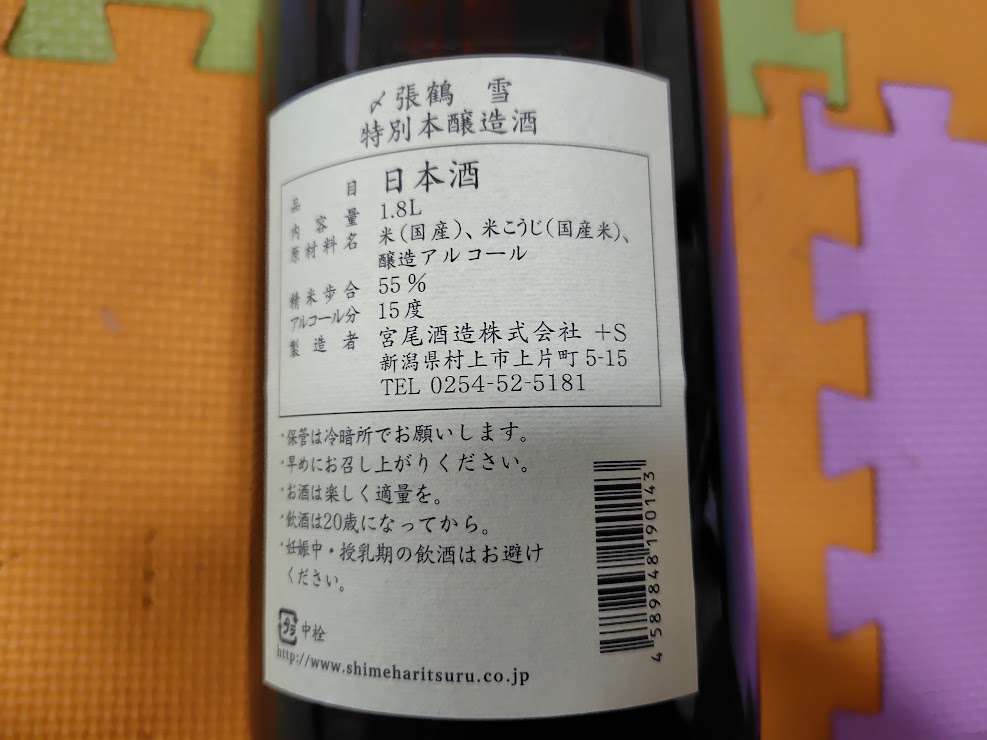 〆張鶴 雪
特別本醸造酒
品目 日本酒
内容量 1.8L
原材料名 米(国産)、米こうじ(国産米)、
醸造アルコール
精米歩合 55%
アルコール分 15度
製造者 宮尾酒造株式会社 +S
新潟県村上市上片町5-15
TEL 0254-52-5181
・保管は冷暗所でお願いします。
・早めにお召し上がりください。
・お酒は楽しく適量を。
・飲酒は20歳になってから。
・妊娠中・授乳期の飲酒はお避け
ください。
プラ 中栓
http://www.shimeharitsuru.co.jp
4 589848 190143